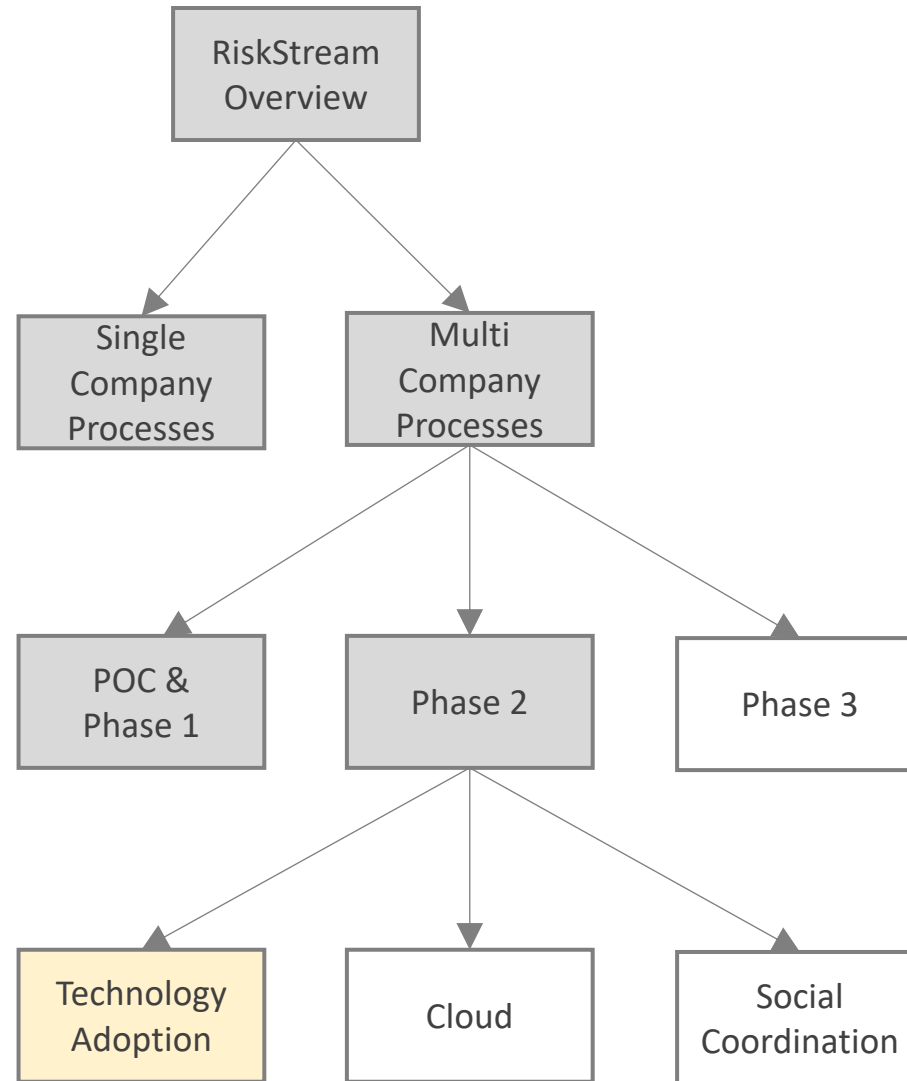 RiskStream
Overview
Single
Company
Processes
Multi
Company
Processes
POC &
Phase 1
Phase 2
Phase 3
Technology
Adoption
Cloud
Social
Coordination